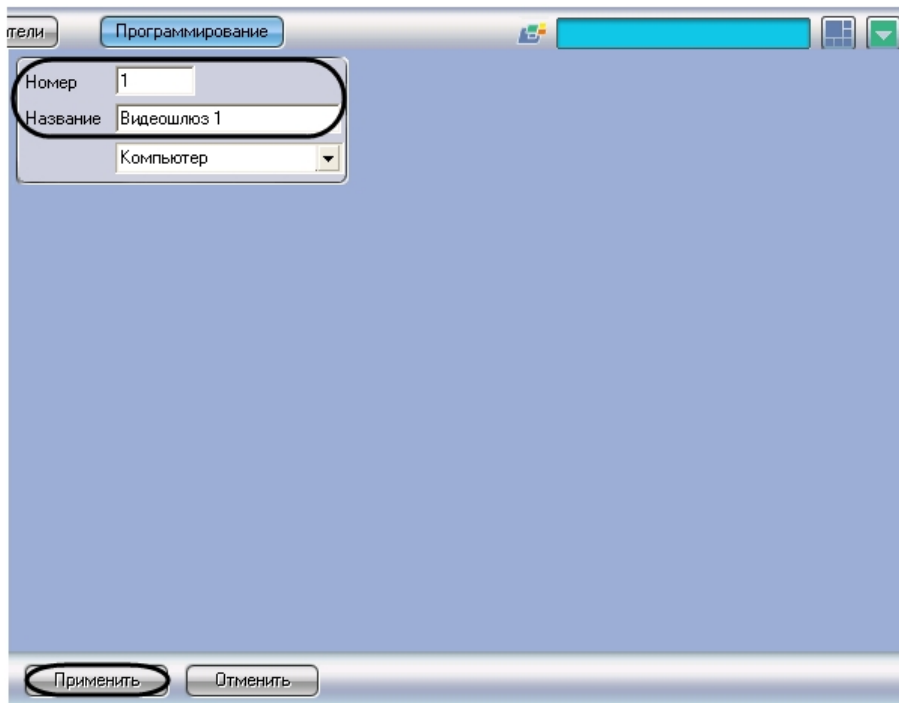 тели Программирование
Номер 1
Название Видеошлюз 1
Компьютер
Применить Отменить